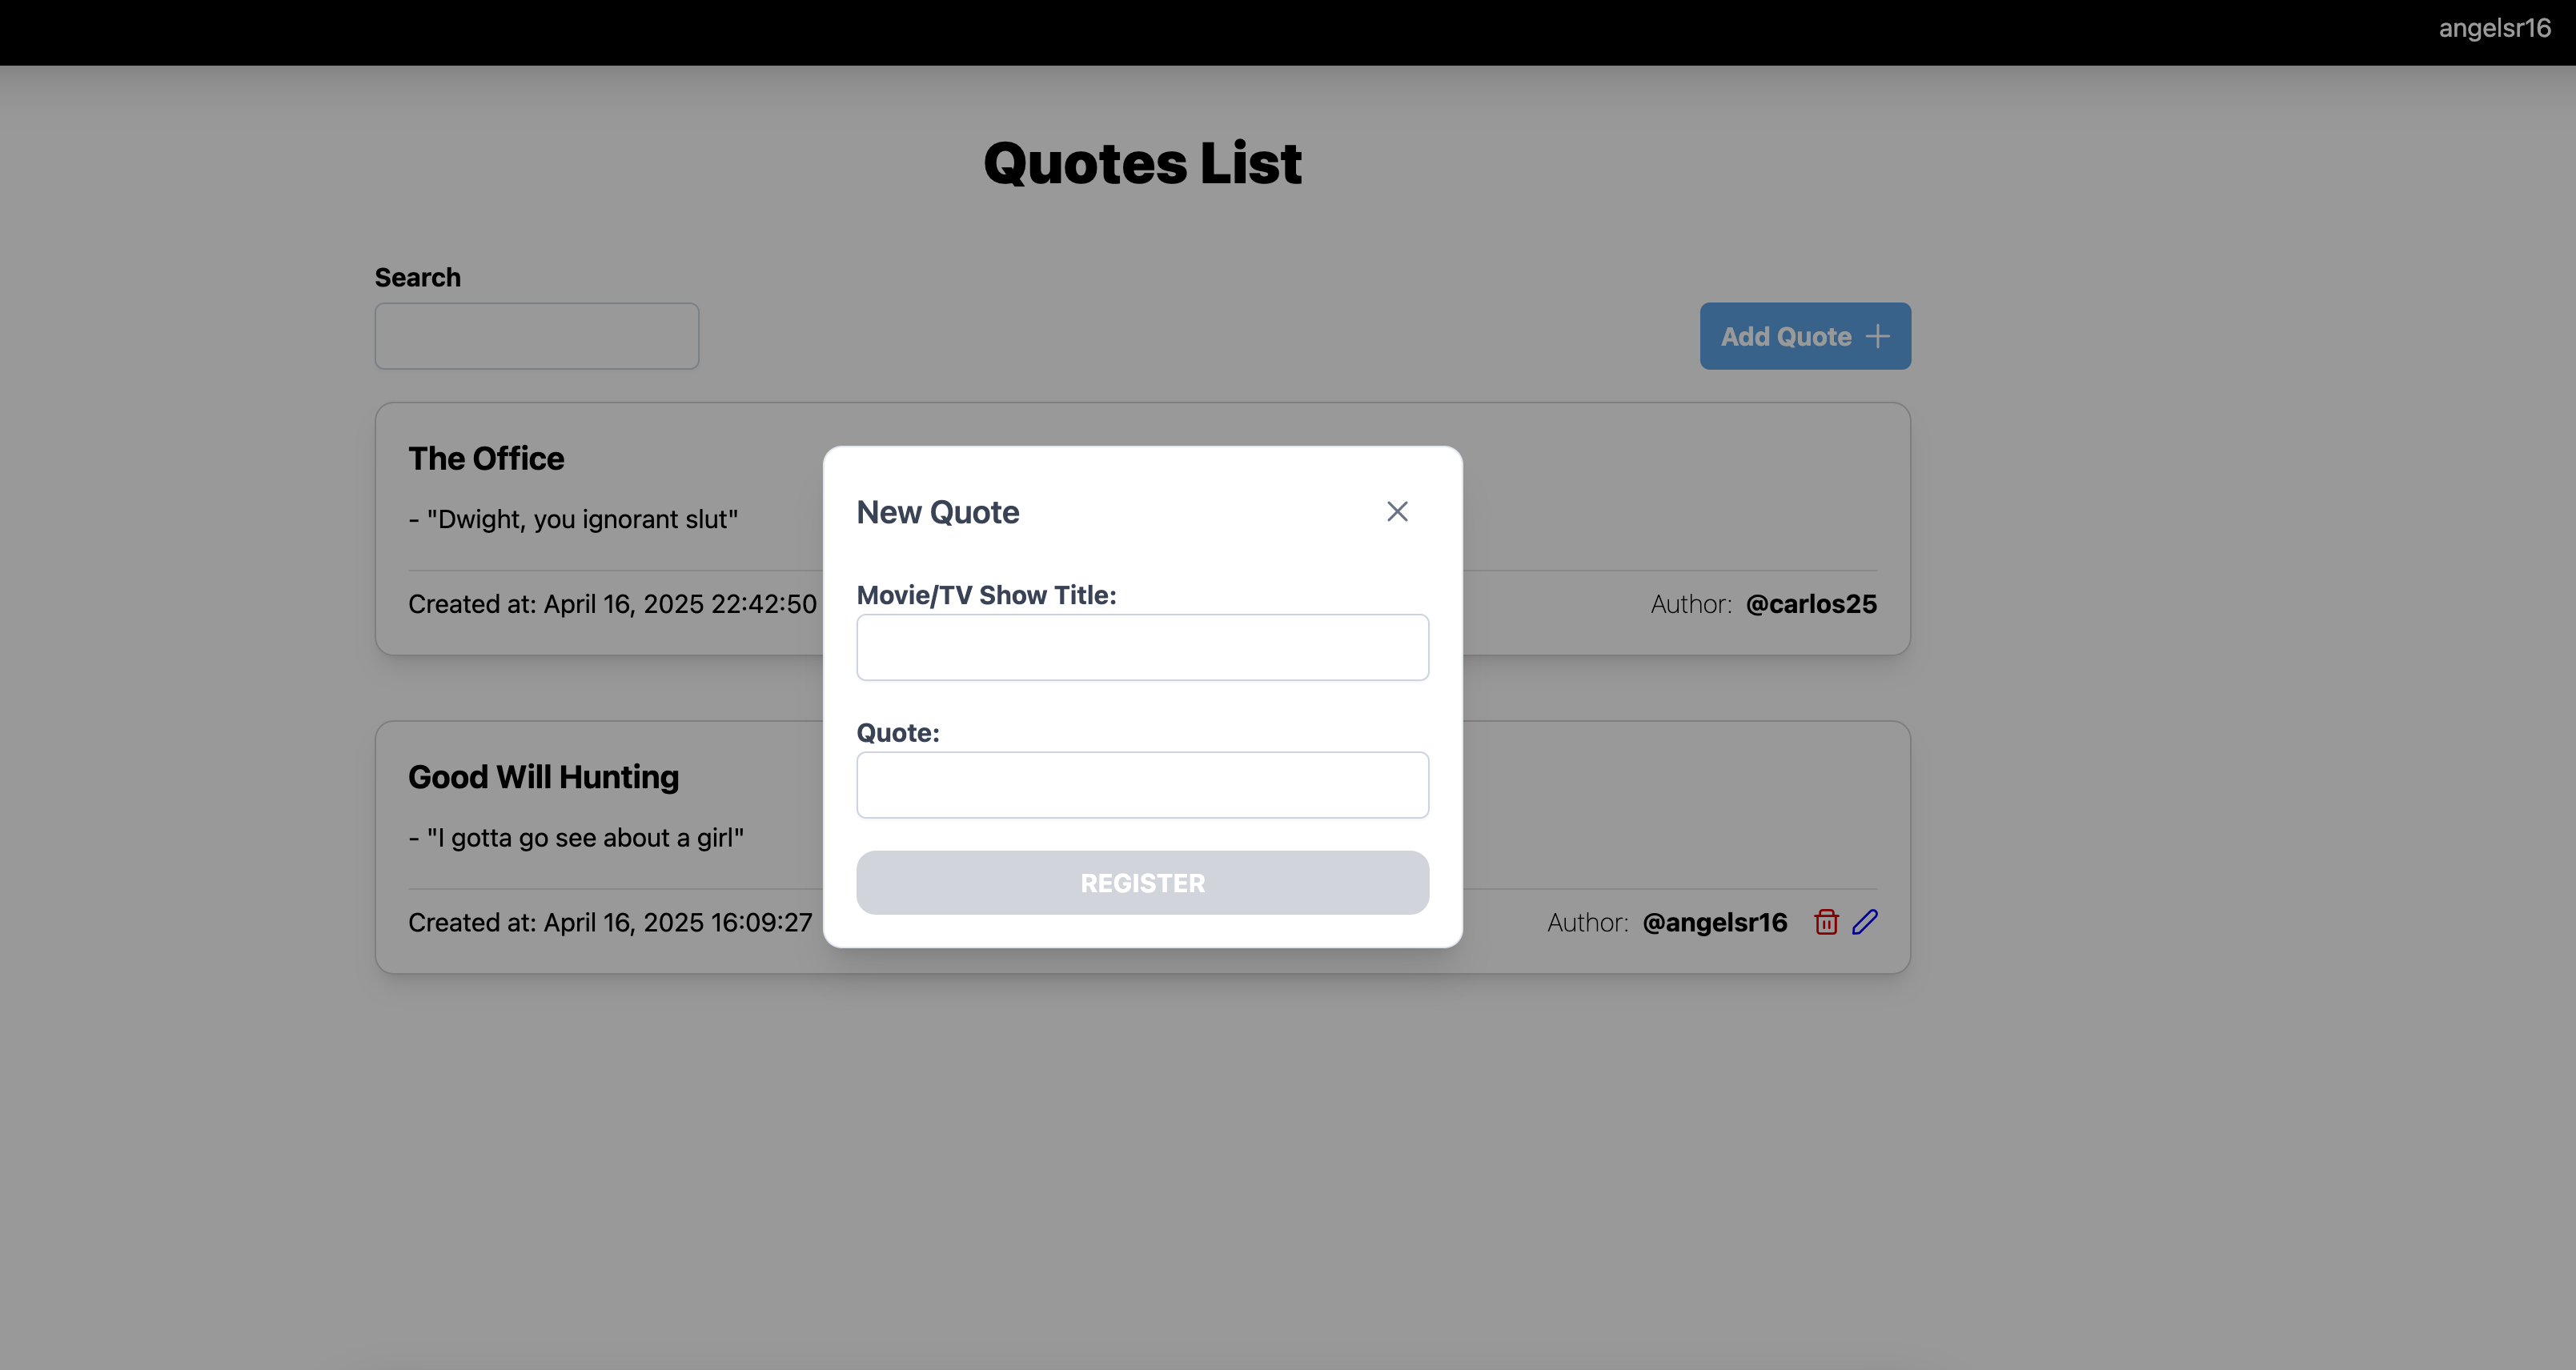 angelsr16
Quotes List
Search
Add Quote
The Office
- "Dwight, you ignorant slut"
Created at: April 16, 2025 22:42:50
Author: @carlos25
New Quote
Movie/TV Show Title:
Quote:
REGISTER
Good Will Hunting
- "I gotta go see about a girl"
Created at: April 16, 2025 16:09:27
Author: @angelsr16